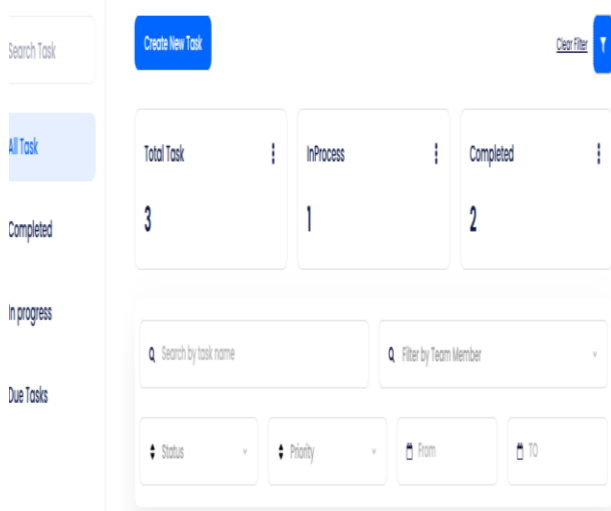 Search Task
All Task
Completed
In progress
Due Tasks
Create New Task
Clear Filter
Total Task
3
InProcess
1
Completed
2
Search by task name
Filter by Team Member
Status
Priority
From
TO